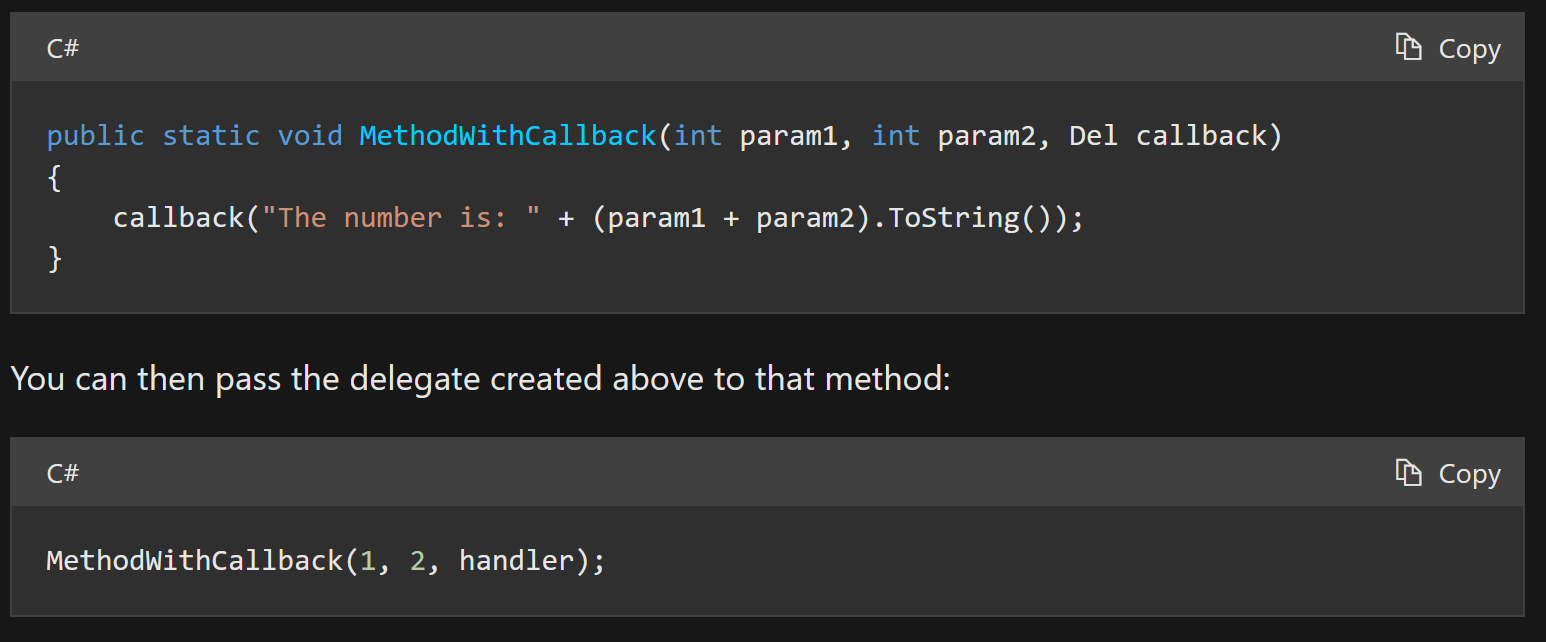 C#
Copy
public static void MethodWithCallback(int param1, int param2, Del callback)
{
    callback("The number is: " + (param1 + param2).ToString());
}
You can then pass the delegate created above to that method:
C#
Copy
MethodWithCallback(1, 2, handler);